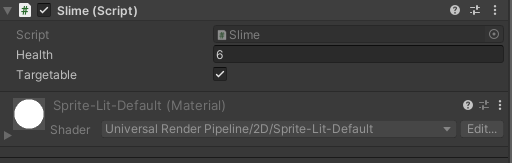 Slime (Script)
Script Slime
Health 6
Targetable
Sprite-Lit-Default (Material)
Shader Universal Render Pipeline/2D/Sprite-Lit-Default Edit...